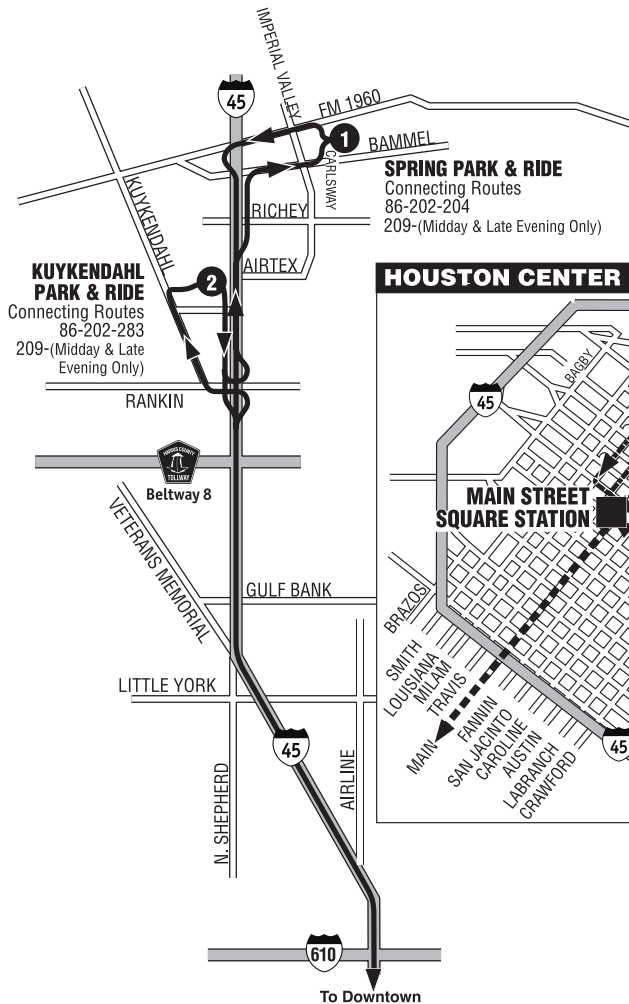 IMPERIAL VALLEY
45
FM 1960
1
BAMMEL
CARLSWAY
SPRING PARK & RIDE
Connecting Routes
86-202-204
209-(Midday & Late Evening Only)
KUYKENDAHL
RICHEY
AIRTEX
KUYKENDAHL
PARK & RIDE
Connecting Routes
86-202-283
209-(Midday & Late
Evening Only)
2
RANKIN
HARRIS COUNTY
TOLLWAY
Beltway 8
VETERANS MEMORIAL
GULF BANK
LITTLE YORK
45
N. SHEPHERD
AIRLINE
610
To Downtown
HOUSTON CENTER
BAGBY
45
MAIN STREET
SQUARE STATION
BRAZOS
SMITH
LOUISIANA
MILAM
TRAVIS
MAIN
FANNIN
SAN JACINTO
CAROLINE
AUSTIN
LABRANCH
CRAWFORD
45